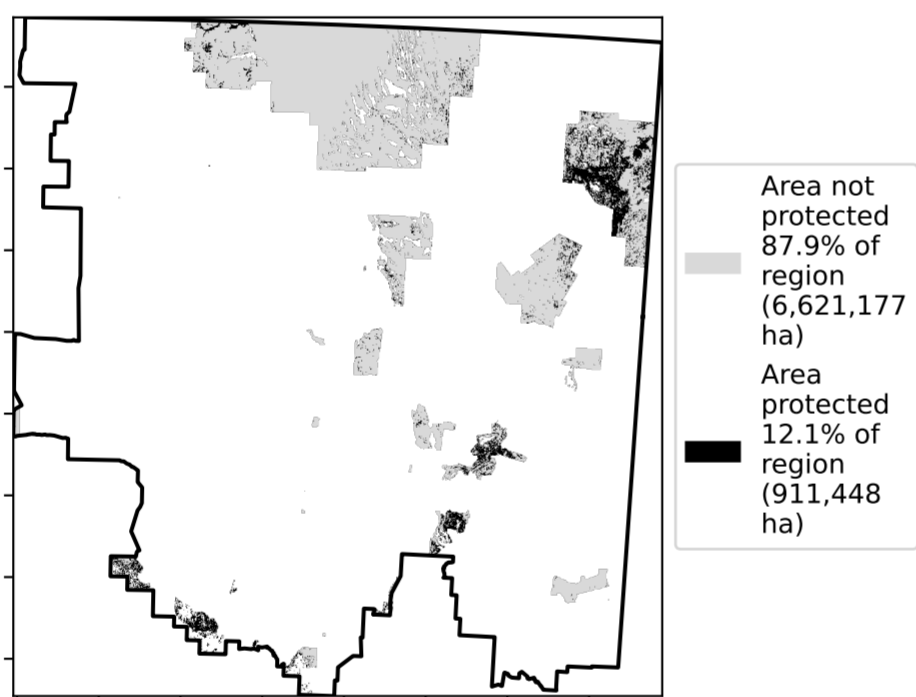 Area not
protected
87.9% of
region
(6,621,177
ha)
Area
protected
12.1% of
region
(911,448
ha)